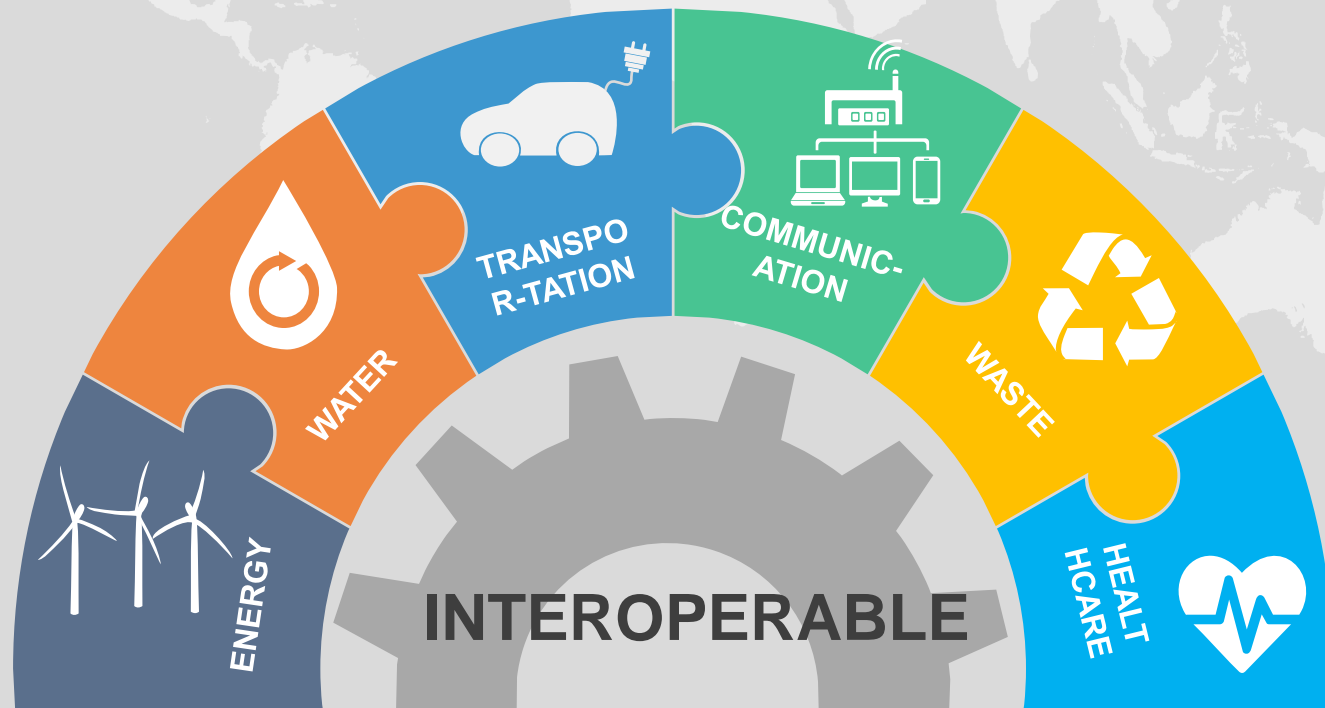 ENERGY
WATER
TRANSPO
R-TATION
COMMUNIC-
ATION
WASTE
HEALT
HCARE
INTEROPERABLE